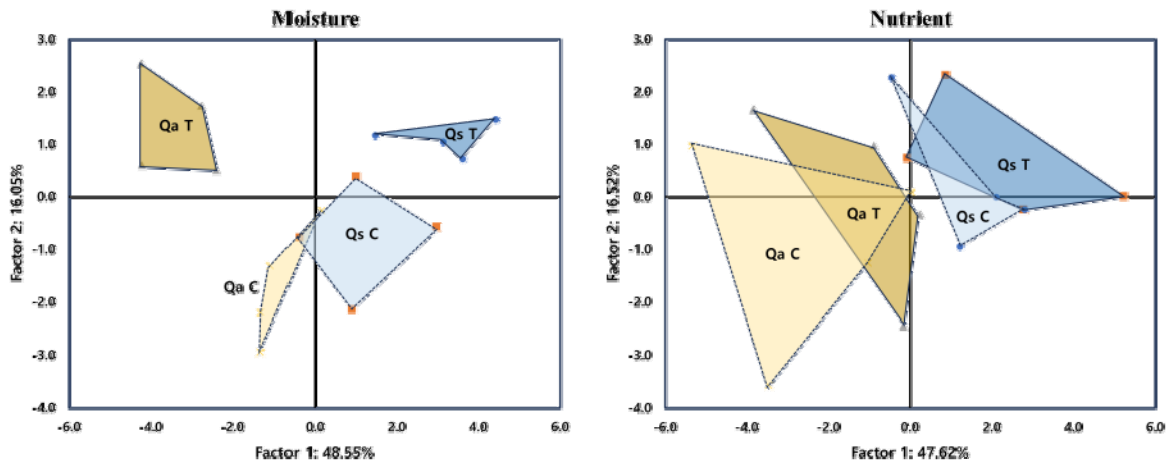 Moisture
3.0
2.0
1.0
0.0
-1.0
-2.0
-3.0
-4.0
-6.0 -4.0 -2.0 0.0 2.0 4.0 6.0
Factor 2: 16.05%
Factor 1: 48.55%
Qa T
Qs T
Qs C
Qa C
Nutrient
3.0
2.0
1.0
0.0
-1.0
-2.0
-3.0
-4.0
-6.0 -4.0 -2.0 0.0 2.0 4.0 6.0
Factor 2: 16.52%
Factor 1: 47.62%
Qs T
Qa T
Qs C
Qa C